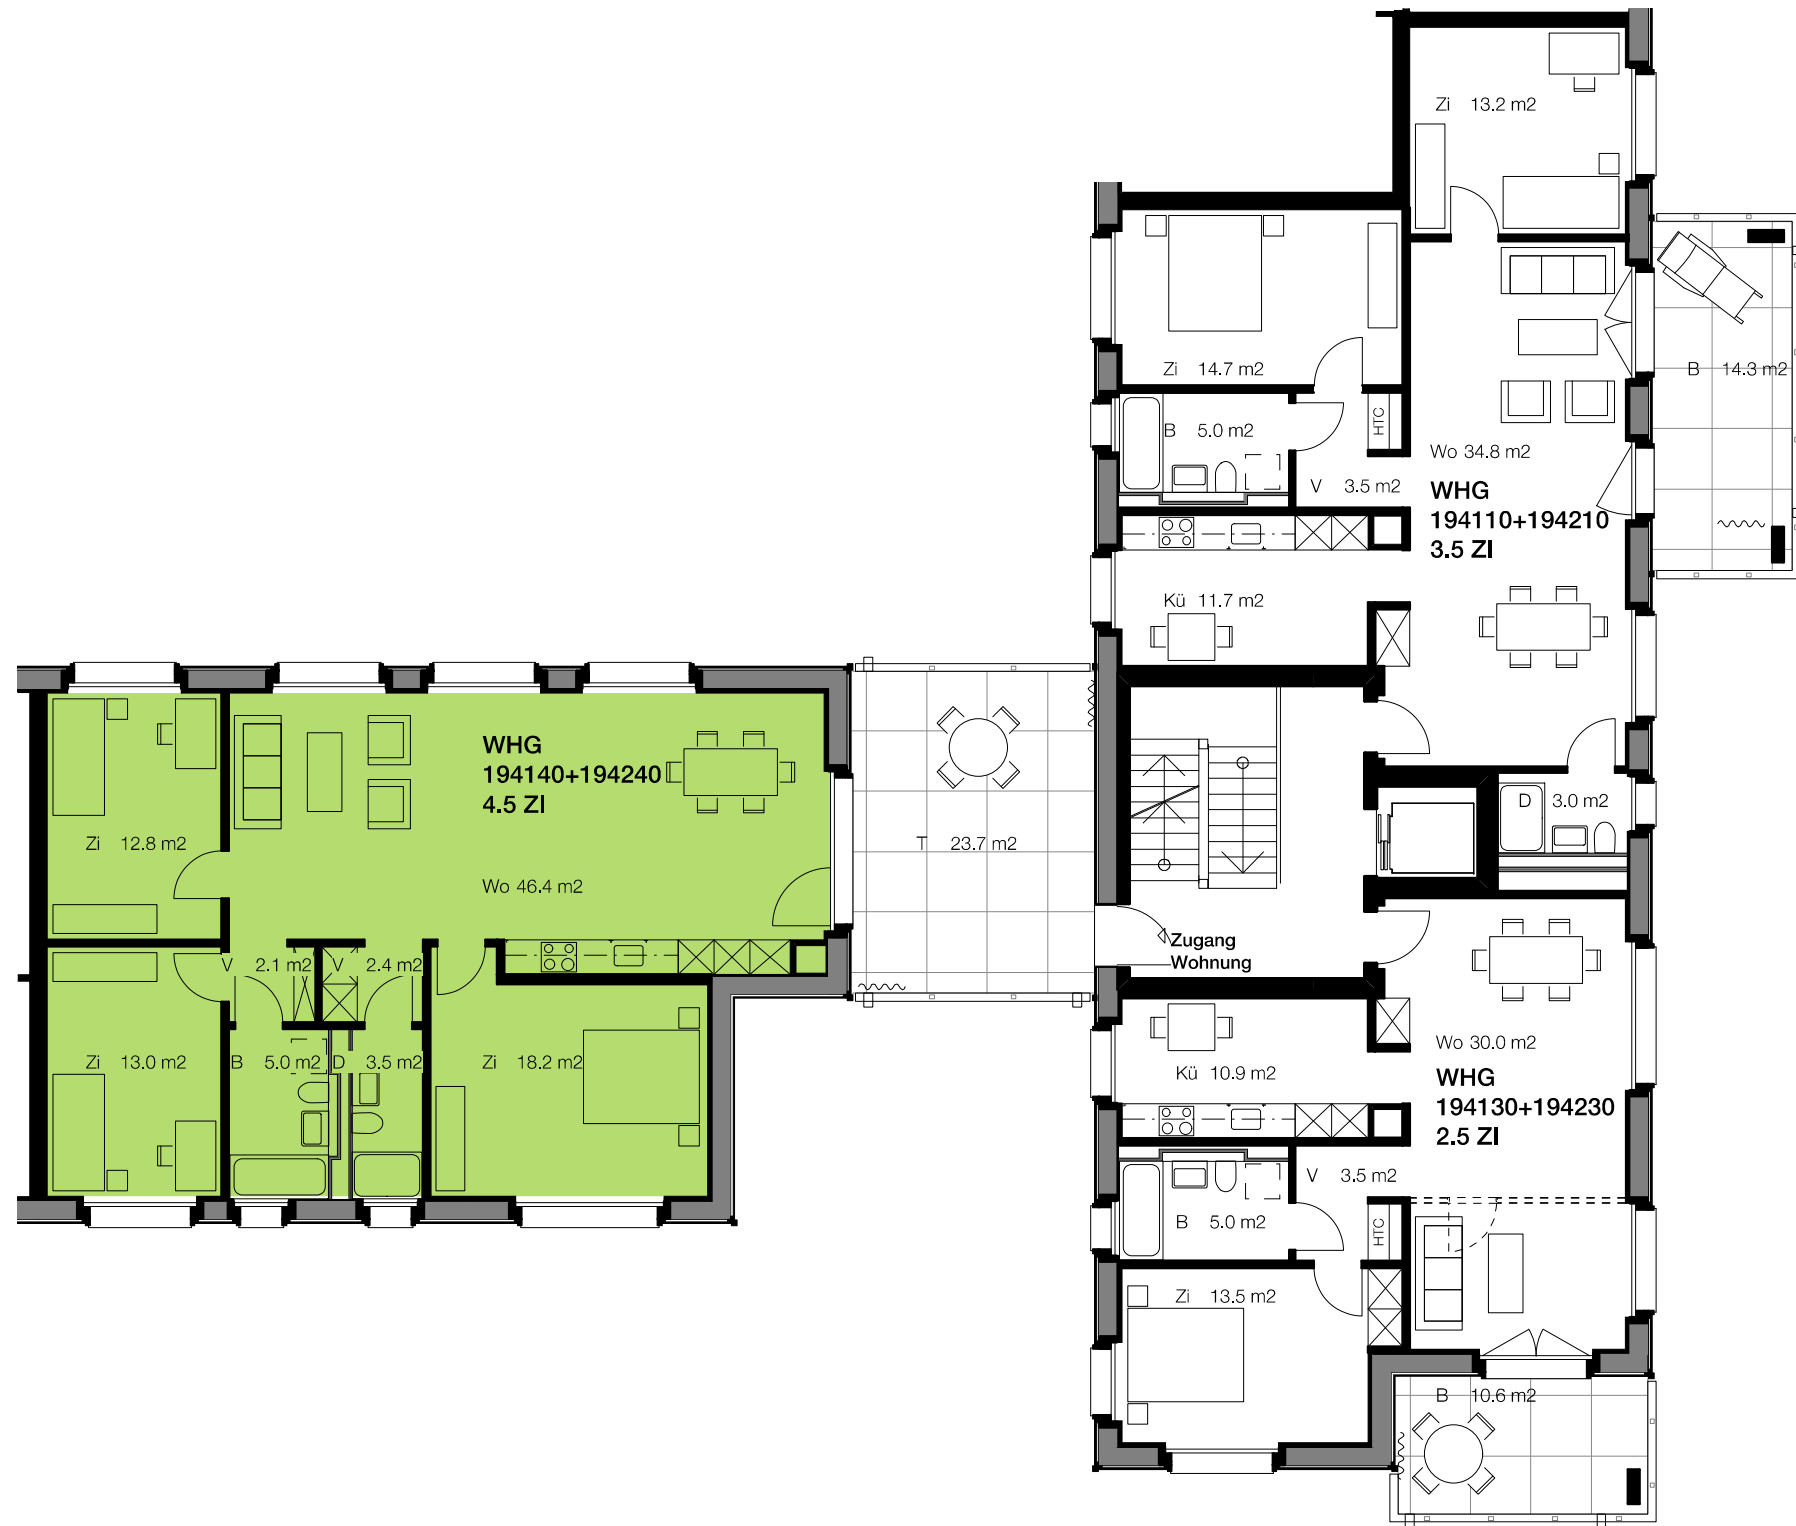 Zi 13.2 m2
Zi 14.7 m2
B 14.3 m2
B 5.0 m2
HTC
Wo 34.8 m2
V 3.5 m2
WHG
194110+194210
3.5 ZI
Kü 11.7 m2
WHG
194140+194240
4.5 ZI
Zi 12.8 m2
Wo 46.4 m2
T 23.7 m2
D 3.0 m2
Zugang
Wohnung
V 2.1 m2
V 2.4 m2
Zi 13.0 m2
B 5.0 m2
D 3.5 m2
Zi 18.2 m2
Wo 30.0 m2
Kü 10.9 m2
WHG
194130+194230
2.5 ZI
V 3.5 m2
B 5.0 m2
HTC
Zi 13.5 m2
B 10.6 m2